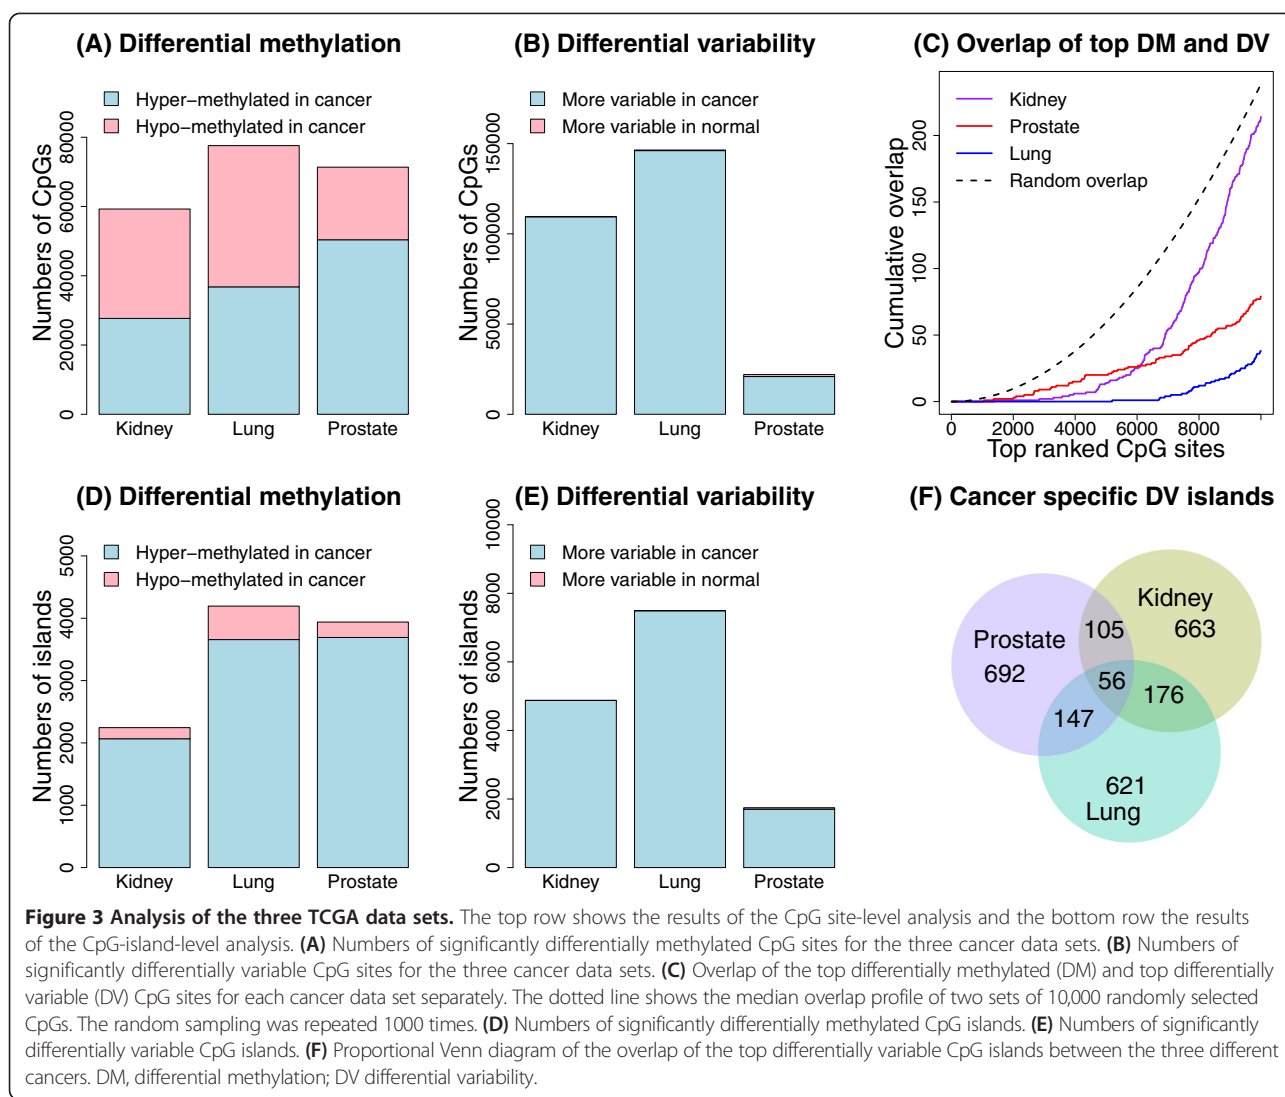 (A) Differential methylation
Hyper−methylated in cancer
Hypo−methylated in cancer
Numbers of CpGs
0
20000
40000
60000
80000
Kidney
Lung
Prostate
(B) Differential variability
More variable in cancer
More variable in normal
Numbers of CpGs
0
50000
100000
150000
Kidney
Lung
Prostate
(C) Overlap of top DM and DV
Kidney
Prostate
Lung
Random overlap
Cumulative overlap
0
50
100
150
200
0
2000
4000
6000
8000
Top ranked CpG sites
(D) Differential methylation
Hyper−methylated in cancer
Hypo−methylated in cancer
Numbers of islands
0
1000
2000
3000
4000
5000
Kidney
Lung
Prostate
(E) Differential variability
More variable in cancer
More variable in normal
Numbers of islands
0
2000
4000
6000
8000
10000
Kidney
Lung
Prostate
(F) Cancer specific DV islands
Kidney
663
105
Prostate
692
56
176
147
621
Lung
Figure 3 Analysis of the three TCGA data sets. The top row shows the results of the CpG site-level analysis and the bottom row the results
of the CpG-island-level analysis. (A) Numbers of significantly differentially methylated CpG sites for the three cancer data sets. (B) Numbers of
significantly differentially variable CpG sites for the three cancer data sets. (C) Overlap of the top differentially methylated (DM) and top differentially
variable (DV) CpG sites for each cancer data set separately. The dotted line shows the median overlap profile of two sets of 10,000 randomly selected
CpGs. The random sampling was repeated 1000 times. (D) Numbers of significantly differentially methylated CpG islands. (E) Numbers of significantly
differentially variable CpG islands. (F) Proportional Venn diagram of the overlap of the top differentially variable CpG islands between the three different
cancers. DM, differential methylation; DV differential variability.